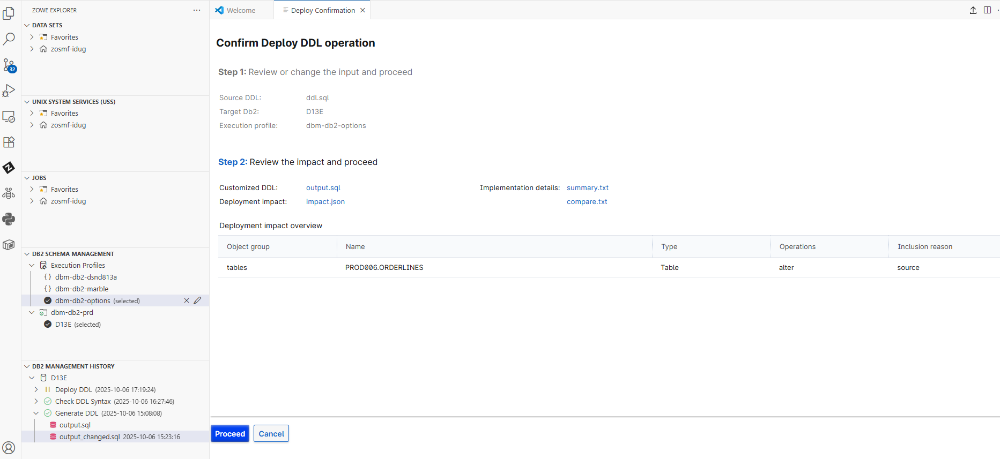 ZOWE EXPLORER
DATA SETS
Favorites
zosmf-idug
32
UNIX SYSTEM SERVICES (USS)
Favorites
zosmf-idug
JOBS
Favorites
zosmf-idug
DB2 SCHEMA MANAGEMENT
Execution Profiles
{} dbm-db2-dsnd813a
{} dbm-db2-marble
dbm-db2-options (selected)
dbm-db2-prd
D13E (selected)
DB2 MANAGEMENT HISTORY
D13E
Deploy DDL (2025-10-06 17:19:24)
Check DDL Syntax (2025-10-06 16:27:46)
Generate DDL (2025-10-06 15:08:08)
output.sql
output_changed.sql 2025-10-06 15:23:16
Welcome
Deploy Confirmation
Confirm Deploy DDL operation
Step 1: Review or change the input and proceed
Source DDL: ddl.sql
Target Db2: D13E
Execution profile: dbm-db2-options
Step 2: Review the impact and proceed
Customized DDL: output.sql Implementation details: summary.txt
Deployment impact: impact.json compare.txt
Deployment impact overview
Object group Name Type Operations Inclusion reason
tables PROD006.ORDERLINES Table alter source
Proceed Cancel